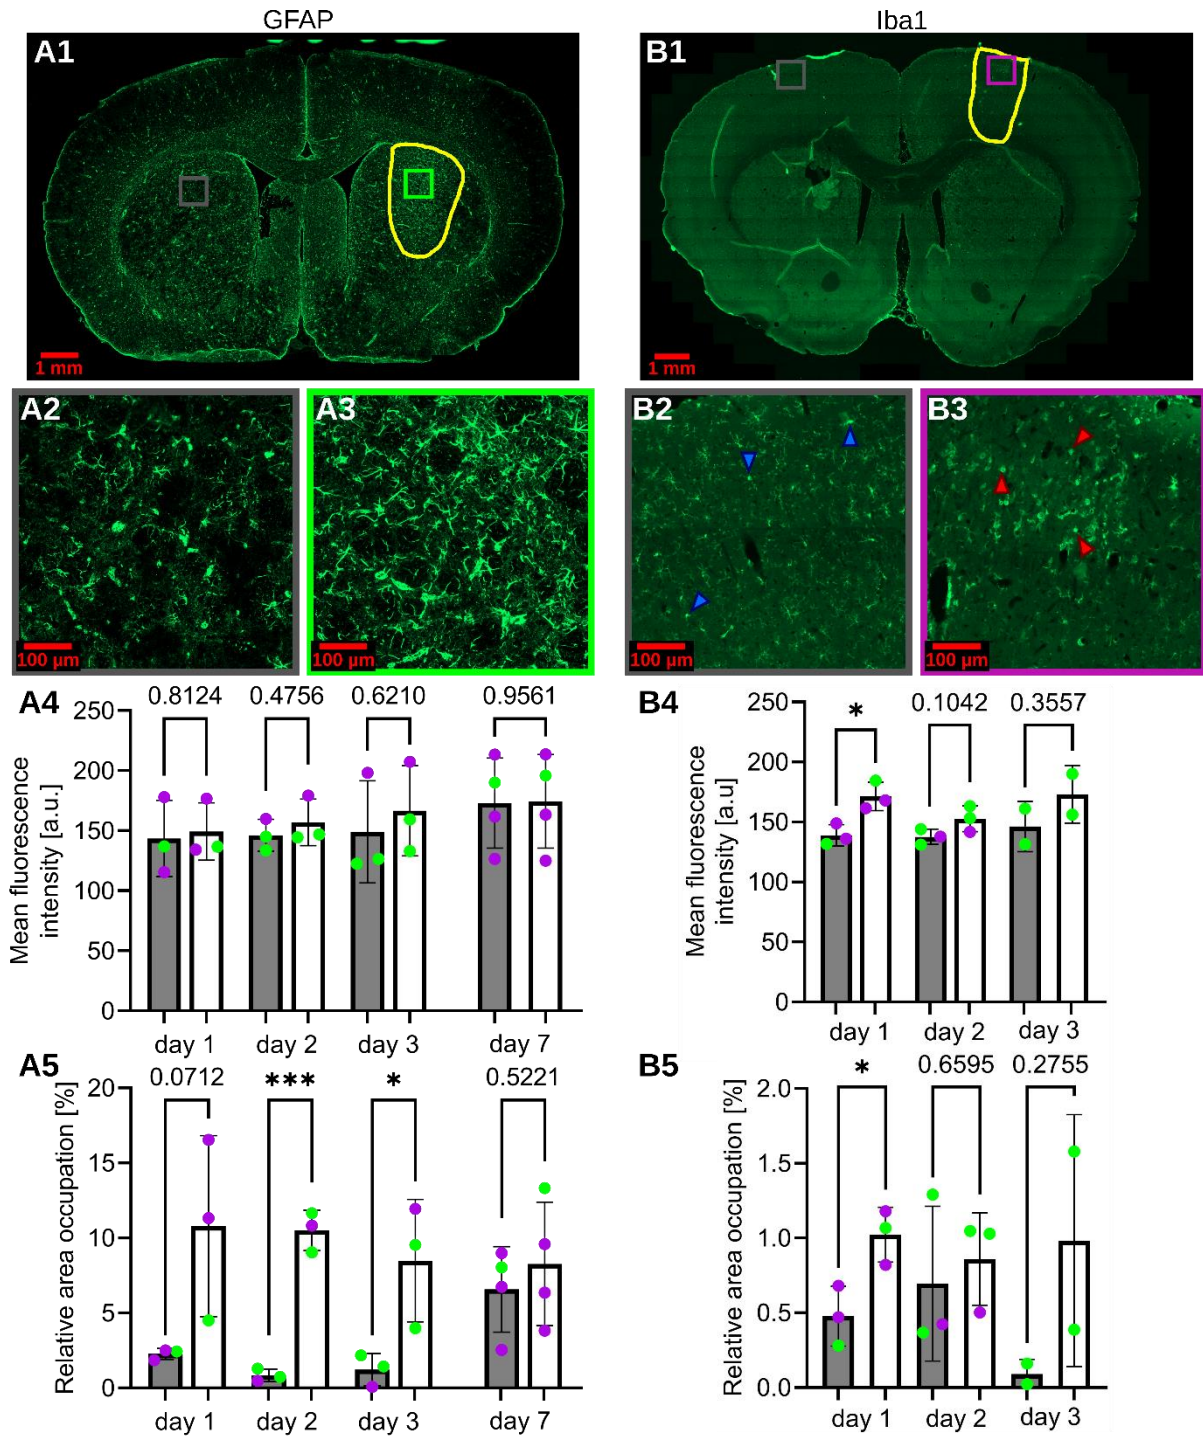 GFAP
Iba1
A1
B1
1 mm
1 mm
A2
A3
B2
B3
100 µm
100 µm
100 µm
100 µm
A4
0.8124
0.4756
0.6210
0.9561
Mean fluorescence
intensity [a.u.]
250
200
150
100
50
0
day 1
day 2
day 3
day 7
B4
*
0.1042
0.3557
Mean fluorescence
intensity [a.u]
250
200
150
100
50
0
day 1
day 2
day 3
A5
0.0712
***
*
0.5221
Relative area occupation [%]
20
15
10
5
0
day 1
day 2
day 3
day 7
B5
*
0.6595
0.2755
Relative area occupation [%]
2.0
1.5
1.0
0.5
0.0
day 1
day 2
day 3